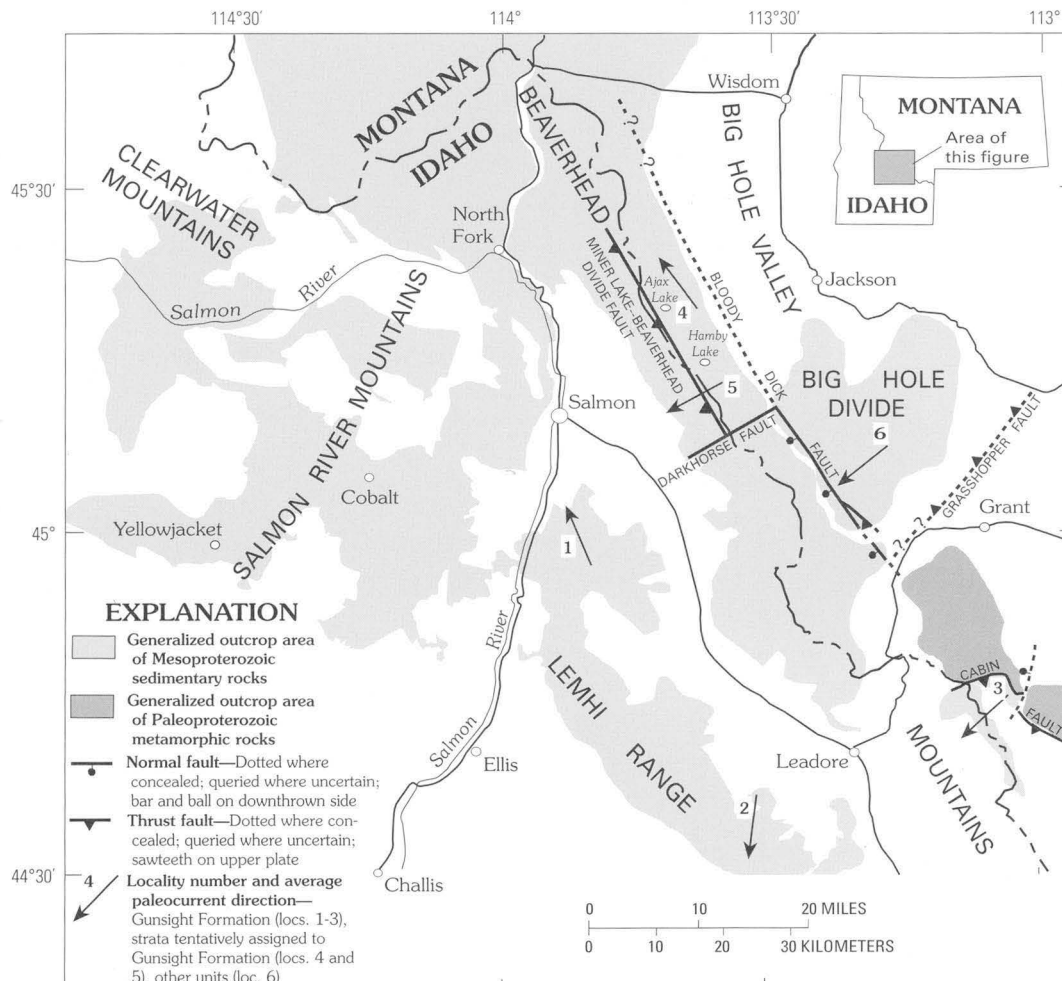 114°30'
114°
113°30'
113°
45°30'
45°
44°30'
MONTANA
IDAHO
CLEARWATER
MOUNTAINS
BEAVERHEAD
Wisdom
BIG HOLE VALLEY
MONTANA
Area of
this figure
IDAHO
North
Fork
Salmon River
SALMON RIVER MOUNTAINS
MINER LAKE–BEAVERHEAD
DIVIDE FAULT
Ajax
Lake
4
Hamby
Lake
5
BLOODY
DICK
FAULT
?
?
Jackson
BIG HOLE
DIVIDE
6
Salmon
DARKHORSE FAULT
GRASSHOPPER FAULT
?
?
Grant
Cobalt
Yellowjacket
1
Salmon
River
LEMHI
RANGE
Ellis
Challis
2
Leadore
CABIN
FAULT
3
MOUNTAINS
EXPLANATION
Generalized outcrop area
of Mesoproterozoic
sedimentary rocks
Generalized outcrop area
of Paleoproterozoic
metamorphic rocks
Normal fault—Dotted where
concealed; queried where uncertain;
bar and ball on downthrown side
Thrust fault—Dotted where con-
cealed; queried where uncertain;
sawteeth on upper plate
4
Locality number and average
paleocurrent direction—
Gunsight Formation (locs. 1-3),
strata tentatively assigned to
Gunsight Formation (locs. 4 and
5), other units (loc. 6)
0 10 20 MILES
0 10 20 30 KILOMETERS